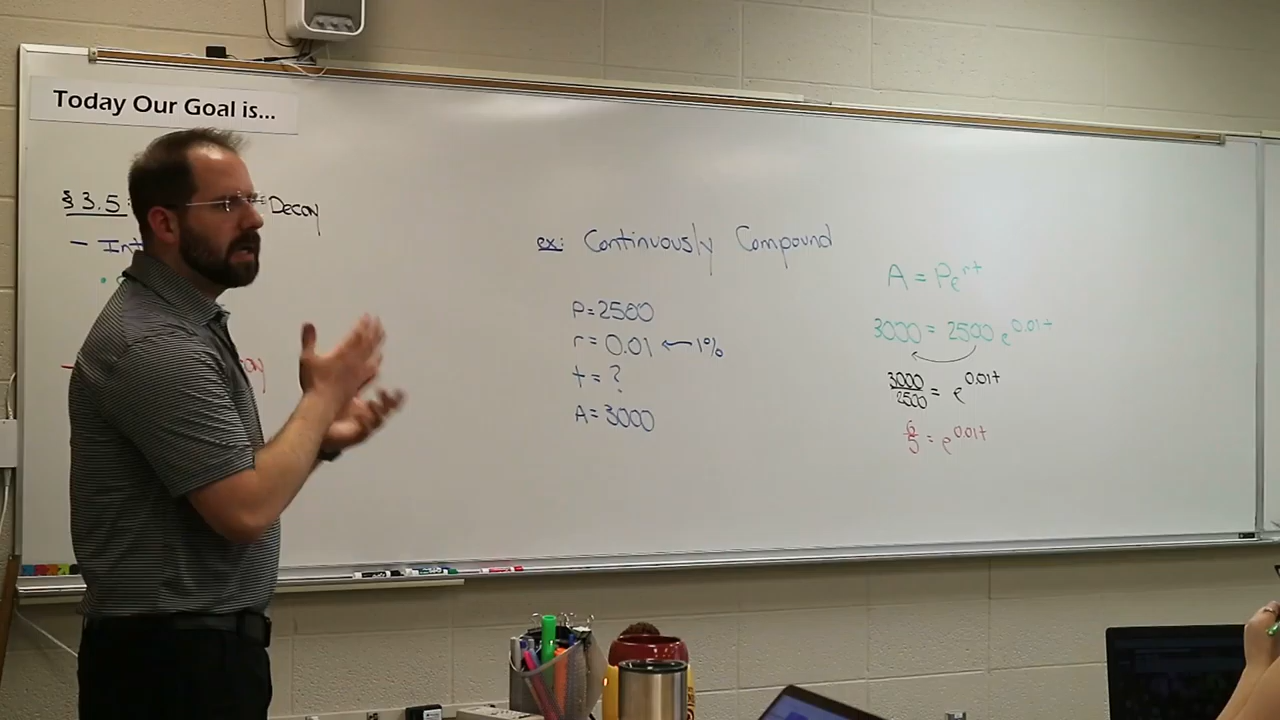 Today Our Goal is...
§ 3.5: Decay
- Int
ex: Continuously Compound
P=2500
r=0.01 ← 1%
t=?
A=3000
A = Pe^rt
3000 = 2500 e^0.01t
3000/2500 = e^0.01t
6/5 = e^0.01t